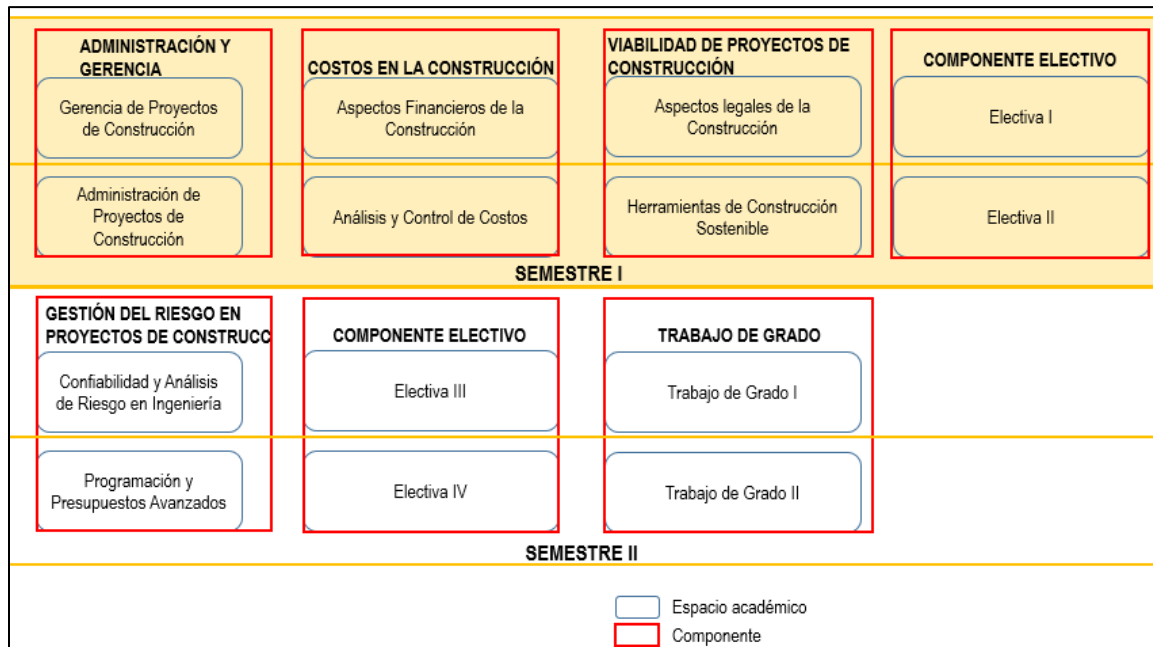 ADMINISTRACIÓN Y
GERENCIA
COSTOS EN LA CONSTRUCCIÓN
VIABILIDAD DE PROYECTOS DE
CONSTRUCCIÓN
COMPONENTE ELECTIVO
Gerencia de Proyectos
de Construcción
Aspectos Financieros de la
Construcción
Aspectos legales de la
Construcción
Electiva I
Administración de
Proyectos de
Construcción
Análisis y Control de Costos
Herramientas de Construcción
Sostenible
Electiva II
SEMESTRE I
GESTIÓN DEL RIESGO EN
PROYECTOS DE CONSTRUCC
COMPONENTE ELECTIVO
TRABAJO DE GRADO
Confiabilidad y Análisis
de Riesgo en Ingeniería
Electiva III
Trabajo de Grado I
Programación y
Presupuestos Avanzados
Electiva IV
Trabajo de Grado II
SEMESTRE II
Espacio académico
Componente